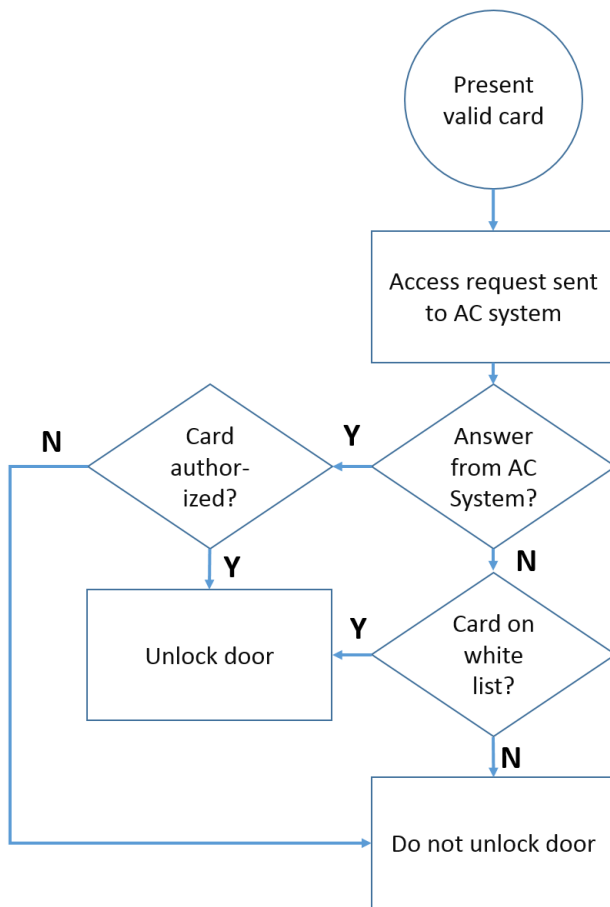 Present
valid card
Access request sent
to AC system
N
Card
author-
ized?
Y
Answer
from AC
System?
Y
N
Unlock door
Y
Card on
white
list?
N
Do not unlock door